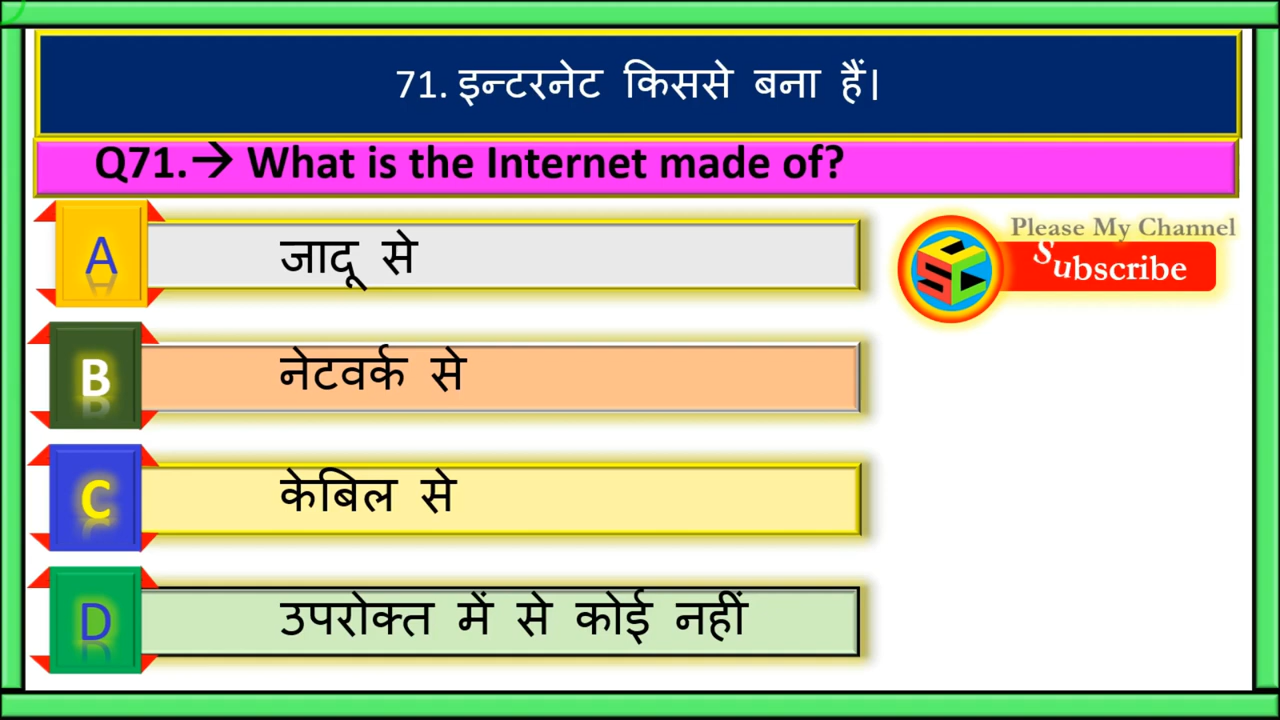 71. इन्टरनेट किससे बना हैं।
Q71.→ What is the Internet made of?
A जादू से
Please My Channel
Subscribe
B नेटवर्क से
C केबिल से
D उपरोक्त में से कोई नहीं